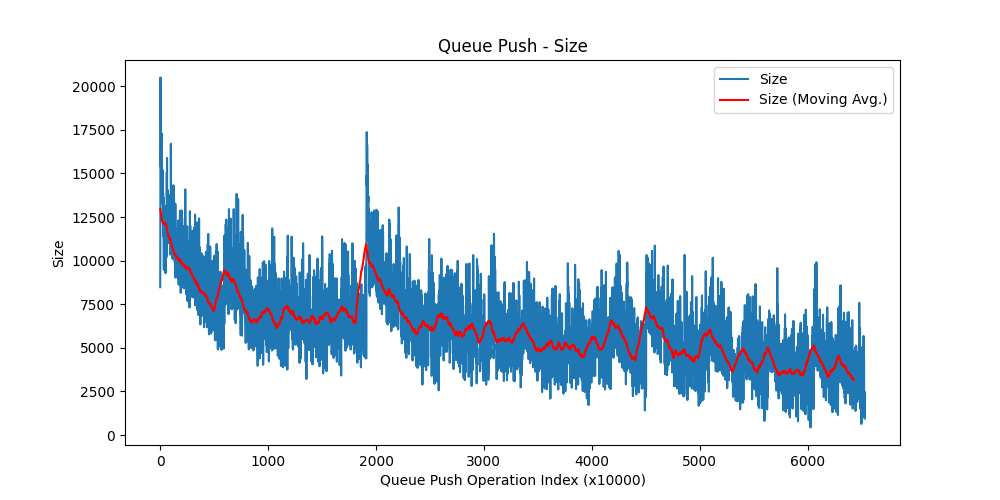 Queue Push - Size
Size
Size (Moving Avg.)
20000
17500
15000
12500
10000
7500
5000
2500
0
Size
0 1000 2000 3000 4000 5000 6000
Queue Push Operation Index (x10000)